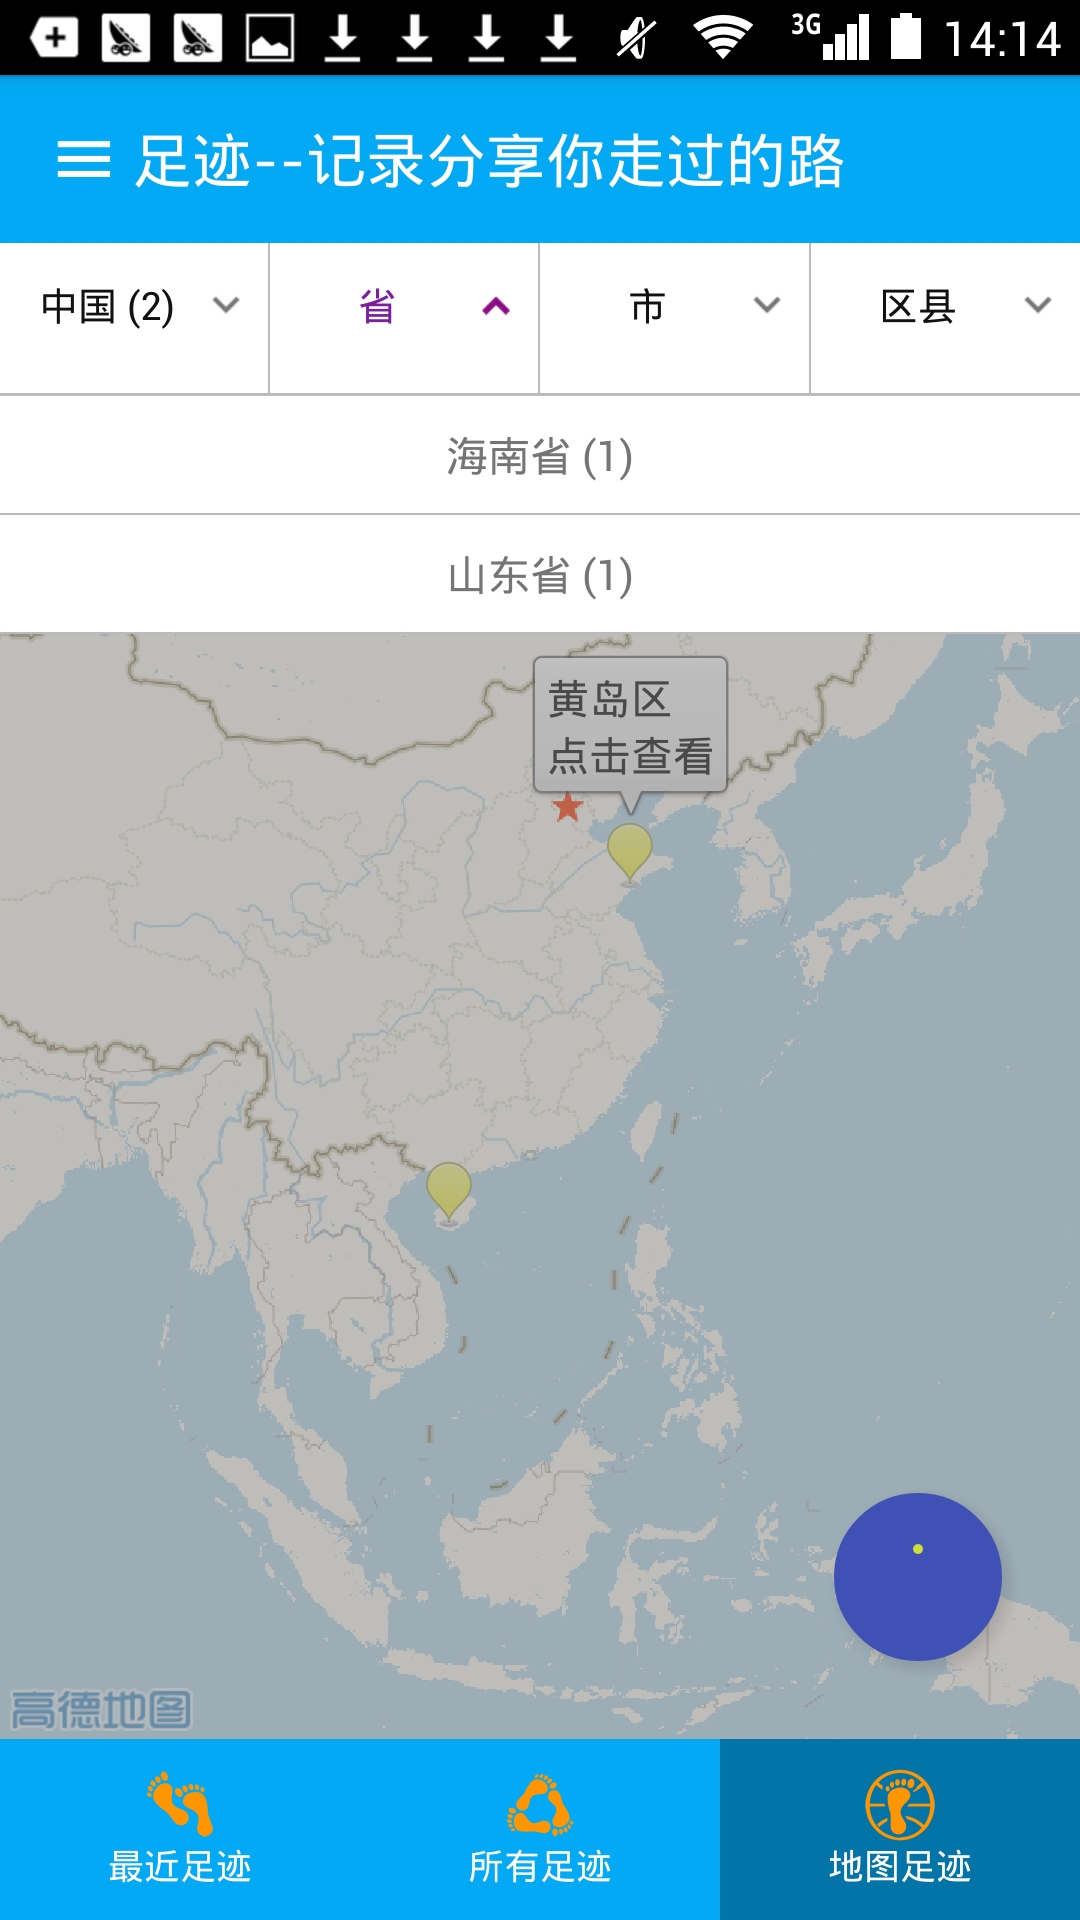 3G 14:14
足迹--记录分享你走过的路
中国 (2) 省 市 区县
海南省 (1)
山东省 (1)
黄岛区
点击查看
高德地图
最近足迹 所有足迹 地图足迹